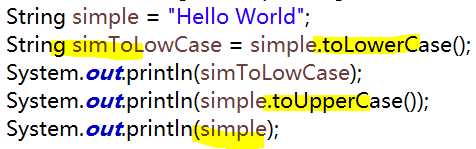 String simple = "Hello World";
String simToLowCase = simple.toLowerCase();
System.out.println(simToLowCase);
System.out.println(simple.toUpperCase());
System.out.println(simple);